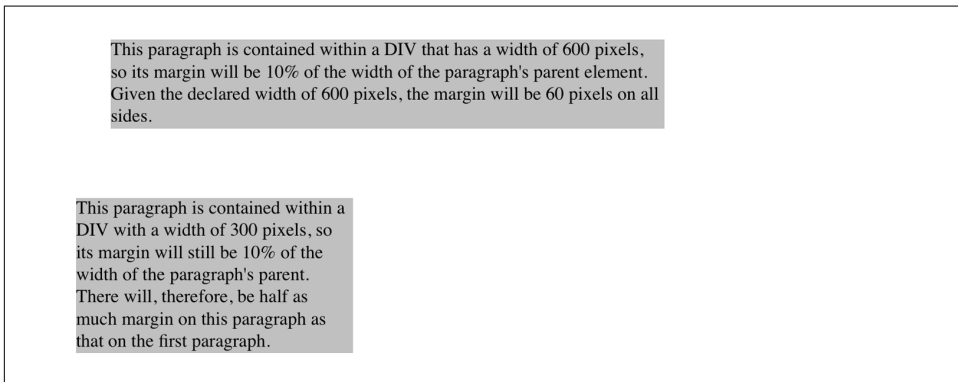 This paragraph is contained within a DIV that has a width of 600 pixels,
so its margin will be 10% of the width of the paragraph's parent element.
Given the declared width of 600 pixels, the margin will be 60 pixels on all
sides.
This paragraph is contained within a
DIV with a width of 300 pixels, so
its margin will still be 10% of the
width of the paragraph's parent.
There will, therefore, be half as
much margin on this paragraph as
that on the first paragraph.